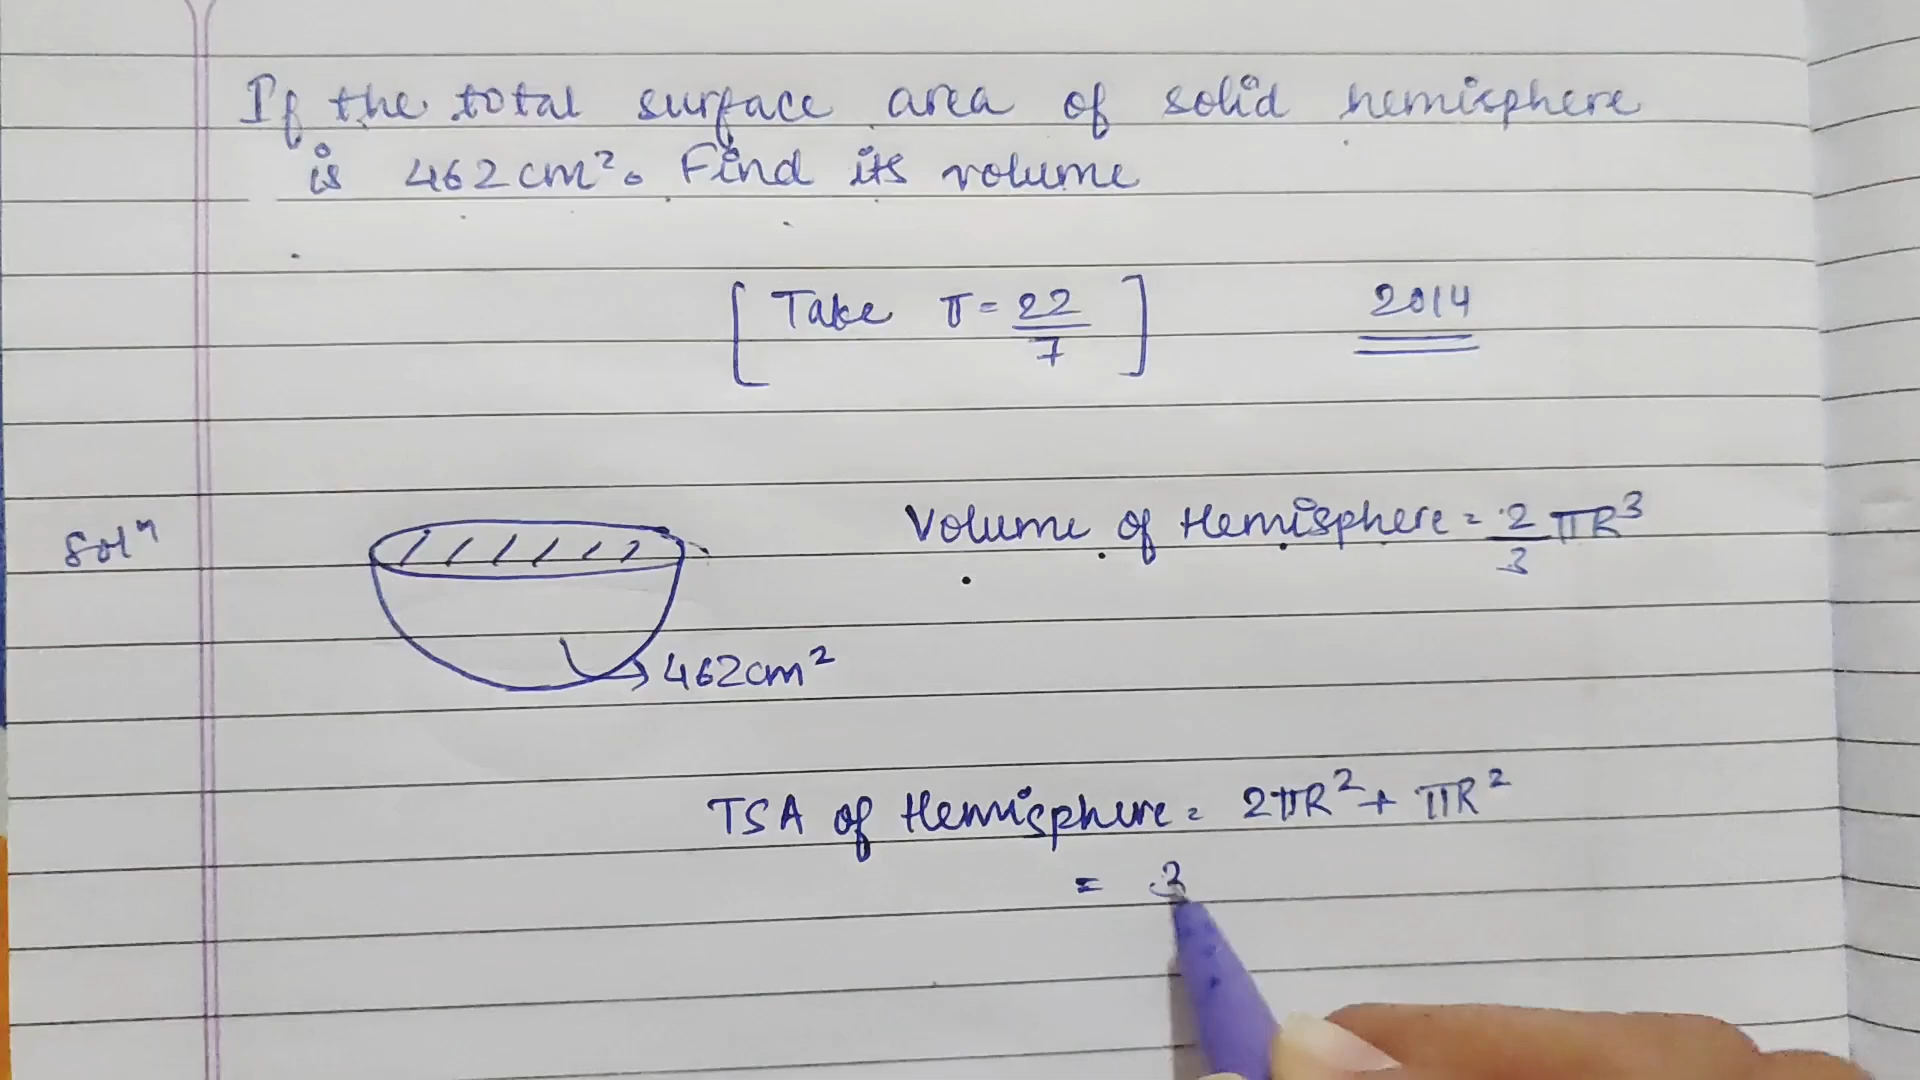 If the total surface area of solid hemisphere
is 462 cm². Find its volume
[Take π = 22/7] 2014
Solⁿ
Volume of Hemisphere = 2/3 πR³
462cm²
TSA of Hemisphere = 2πR² + πR²
= 3